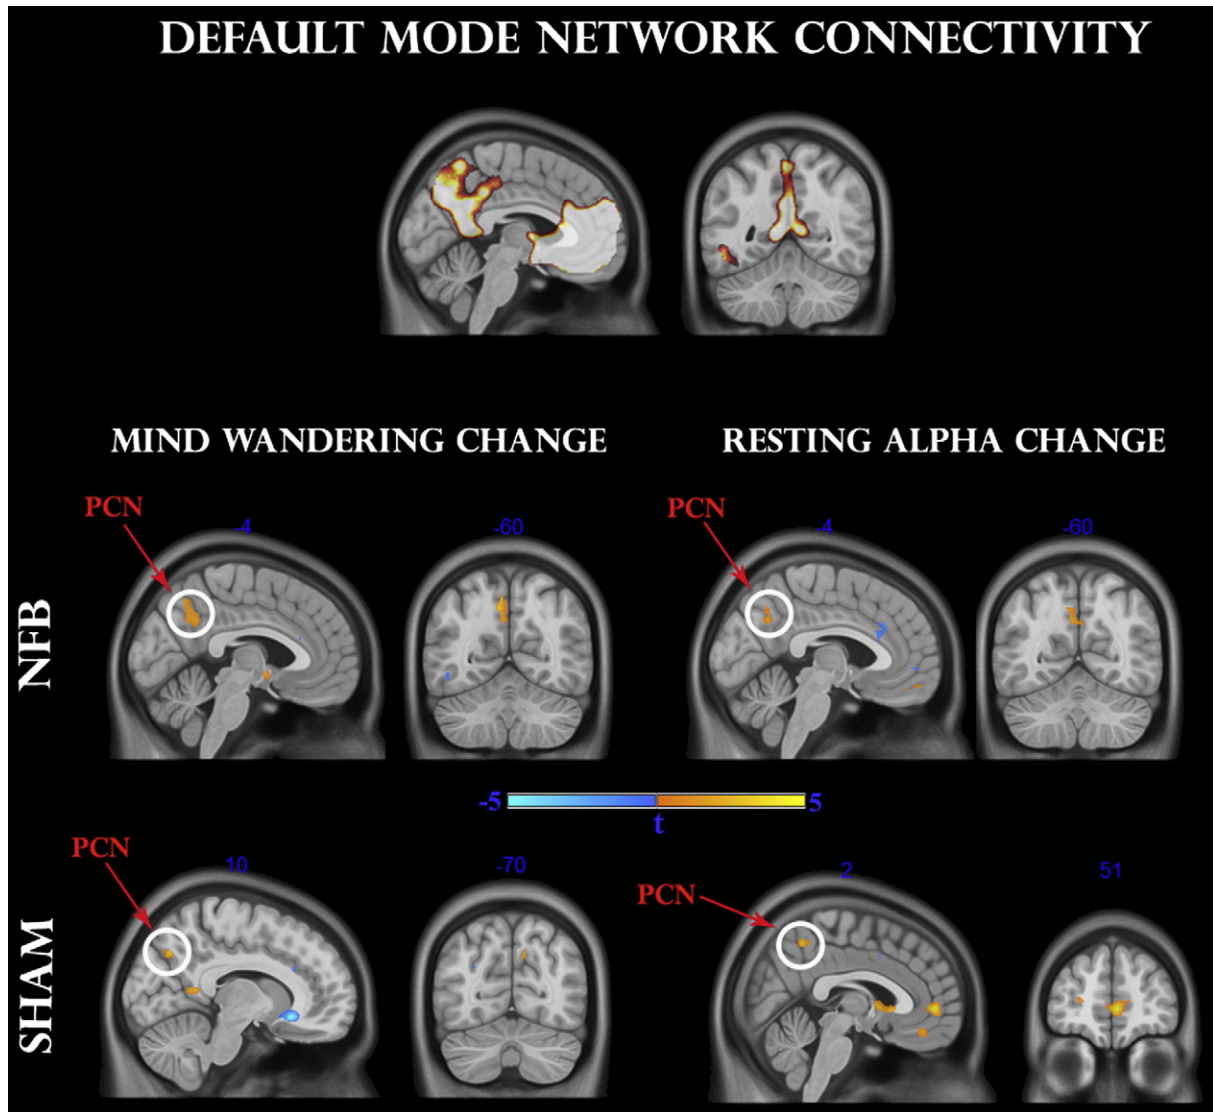 DEFAULT MODE NETWORK CONNECTIVITY
MIND WANDERING CHANGE
RESTING ALPHA CHANGE
NFB
PCN
-4
-60
PCN
-4
-60
-5
5
t
SHAM
PCN
10
-70
PCN
2
51